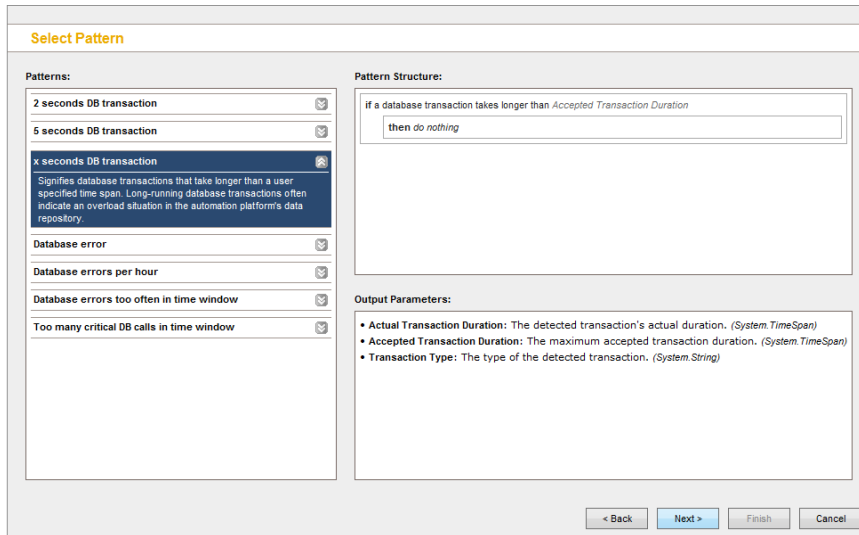 Select Pattern
Patterns:
2 seconds DB transaction
5 seconds DB transaction
x seconds DB transaction
Signifies database transactions that take longer than a user
specified time span. Long-running database transactions often
indicate an overload situation in the automation platform's data
repository.
Database error
Database errors per hour
Database errors too often in time window
Too many critical DB calls in time window
Pattern Structure:
if a database transaction takes longer than Accepted Transaction Duration
then do nothing
Output Parameters:
• Actual Transaction Duration: The detected transaction's actual duration. (System.TimeSpan)
• Accepted Transaction Duration: The maximum accepted transaction duration. (System.TimeSpan)
• Transaction Type: The type of the detected transaction. (System.String)
< Back Next > Finish Cancel